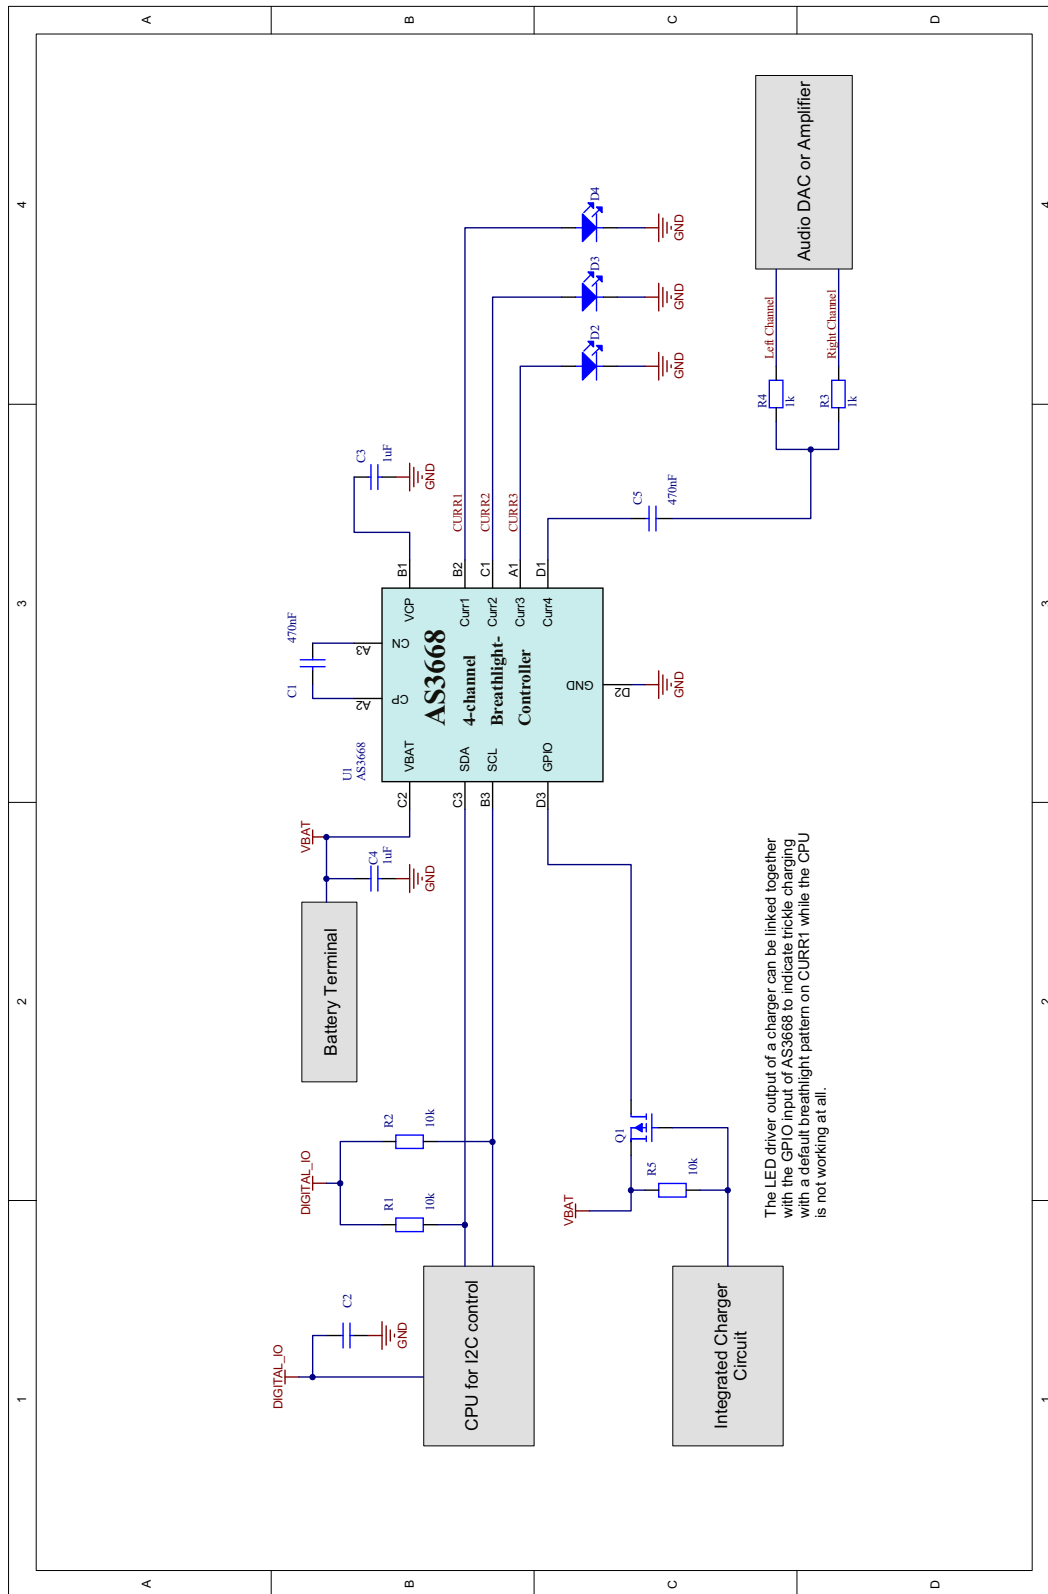 1
2
3
4
A
A
B
B
C
C
D
D
1
2
3
4
DIGITAL_IO
C2
GND
CPU for I2C control
DIGITAL_IO
R1
10k
R2
10k
Battery Terminal
VBAT
C4
1uF
GND
U1
AS3668
C1
470nF
A2
A3
CP
CN
C2
VBAT
C3
SDA
B3
SCL
D3
GPIO
AS3668
4-channel
Breathlight-
Controller
VCP
B1
Curr1
B2
Curr2
C1
Curr3
A1
Curr4
D1
GND
D2
GND
C3
1uF
GND
CURR1
CURR2
CURR3
D2
D3
D4
GND
GND
GND
C5
470nF
R4
1k
R3
1k
Left Channel
Right Channel
Audio DAC or Amplifier
VBAT
R5
10k
Q1
Integrated Charger
Circuit
The LED driver output of a charger can be linked together
with the GPIO input of AS3668 to indicate trickle charging
with a default breathlight pattern on CURR1 while the CPU
is not working at all.